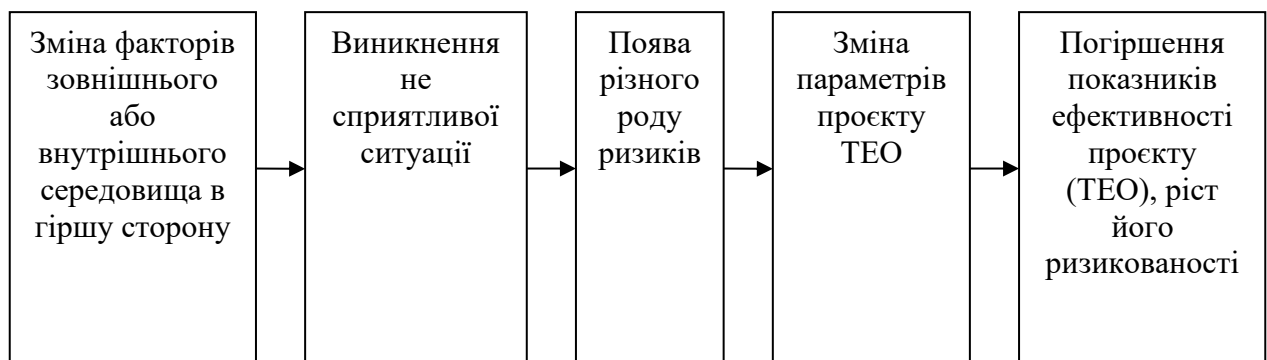 Зміна факторів
зовнішнього
або
внутрішнього
середовища в
гіршу сторону
Виникнення
не
сприятливої
ситуації
Поява
різного
роду
ризиків
Зміна
параметрів
проєкту
ТЕО
Погіршення
показників
ефективності
проєкту
(ТЕО), ріст
його
ризикованості